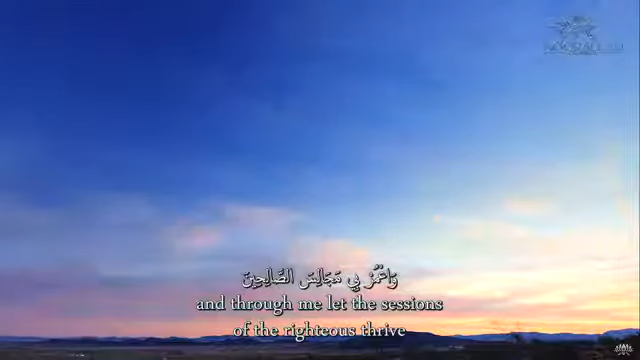 وَاعْمُرْ بِي مَجَالِسَ الصَّالِحِينَ
and through me let the sessions
of the righteous thrive